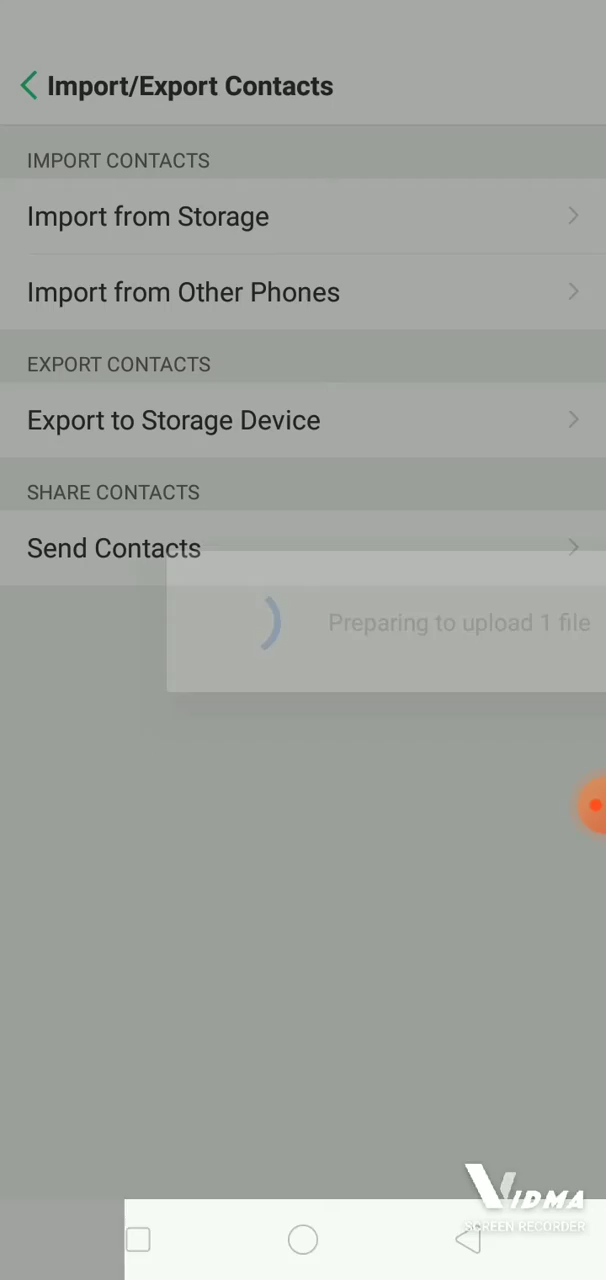 Import/Export Contacts
IMPORT CONTACTS
Import from Storage
Import from Other Phones
EXPORT CONTACTS
Export to Storage Device
SHARE CONTACTS
Send Contacts
Preparing to upload 1 file
VIDMA
SCREEN RECORDER